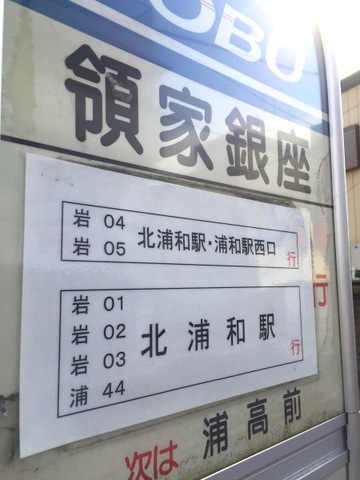 OBU
領家銀座
岩 04
岩 05
北浦和駅・浦和駅西口
行
岩 01
岩 02
岩 03
浦 44
北浦和駅
行
行
次は 浦高前